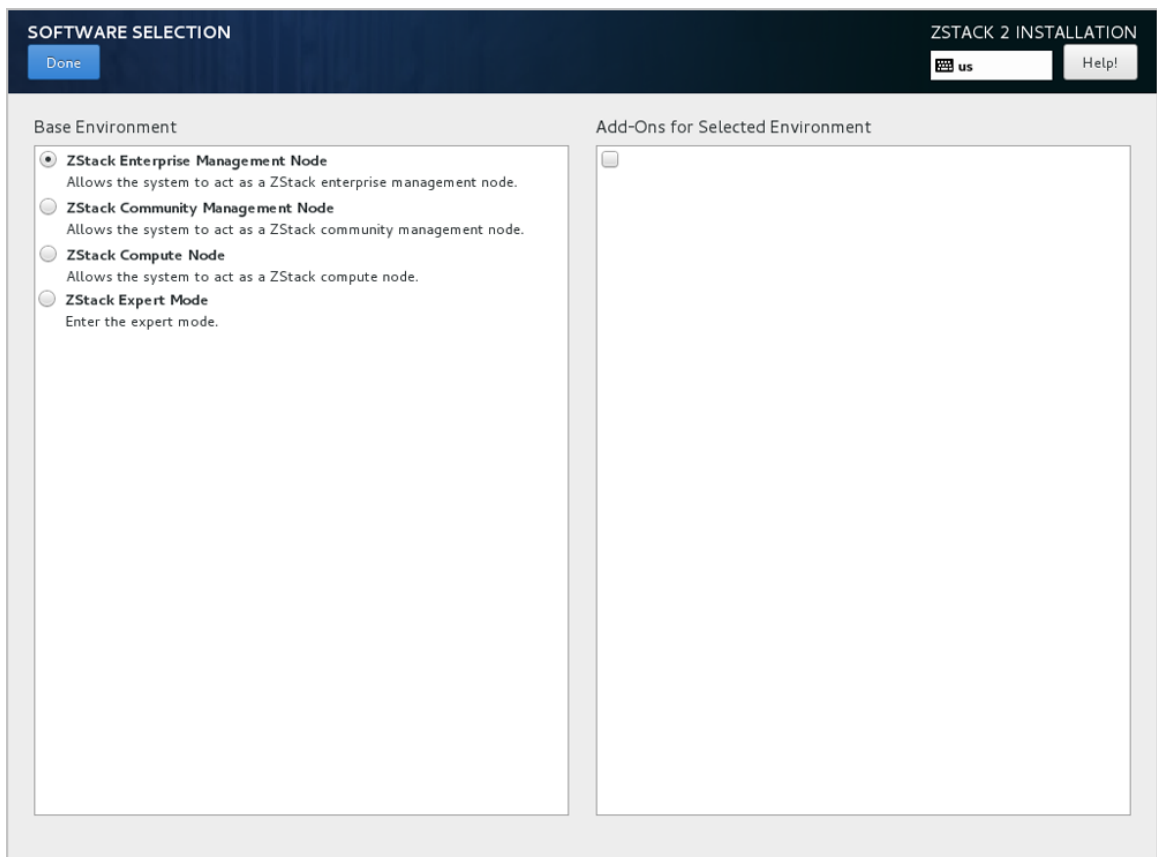 SOFTWARE SELECTION
ZSTACK 2 INSTALLATION
Done
us
Help!
Base Environment
ZStack Enterprise Management Node
Allows the system to act as a ZStack enterprise management node.
ZStack Community Management Node
Allows the system to act as a ZStack community management node.
ZStack Compute Node
Allows the system to act as a ZStack compute node.
ZStack Expert Mode
Enter the expert mode.
Add-Ons for Selected Environment